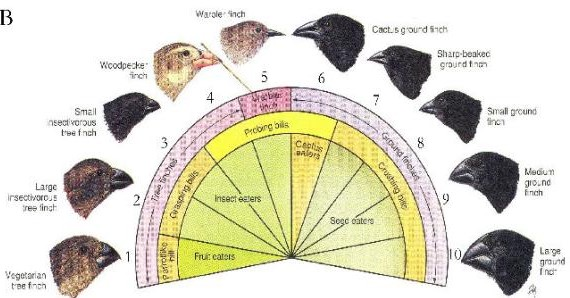 B
Warbler finch
Cactus ground finch
Sharp-beaked
ground finch
Woodpecker
finch
Small
insectivorous
tree finch
Small ground
finch
Large
insectivorous
tree finch
Medium
ground
finch
Vegetarian
tree finch
Large
ground
finch
1
2
3
4
5
6
7
8
9
10
Warbler
finch
Tree finches
Ground finches
Probing bills
Grasping bills
Crushing bills
Parrotlike
bill
Cactus
eaters
Insect eaters
Seed eaters
Fruit eaters